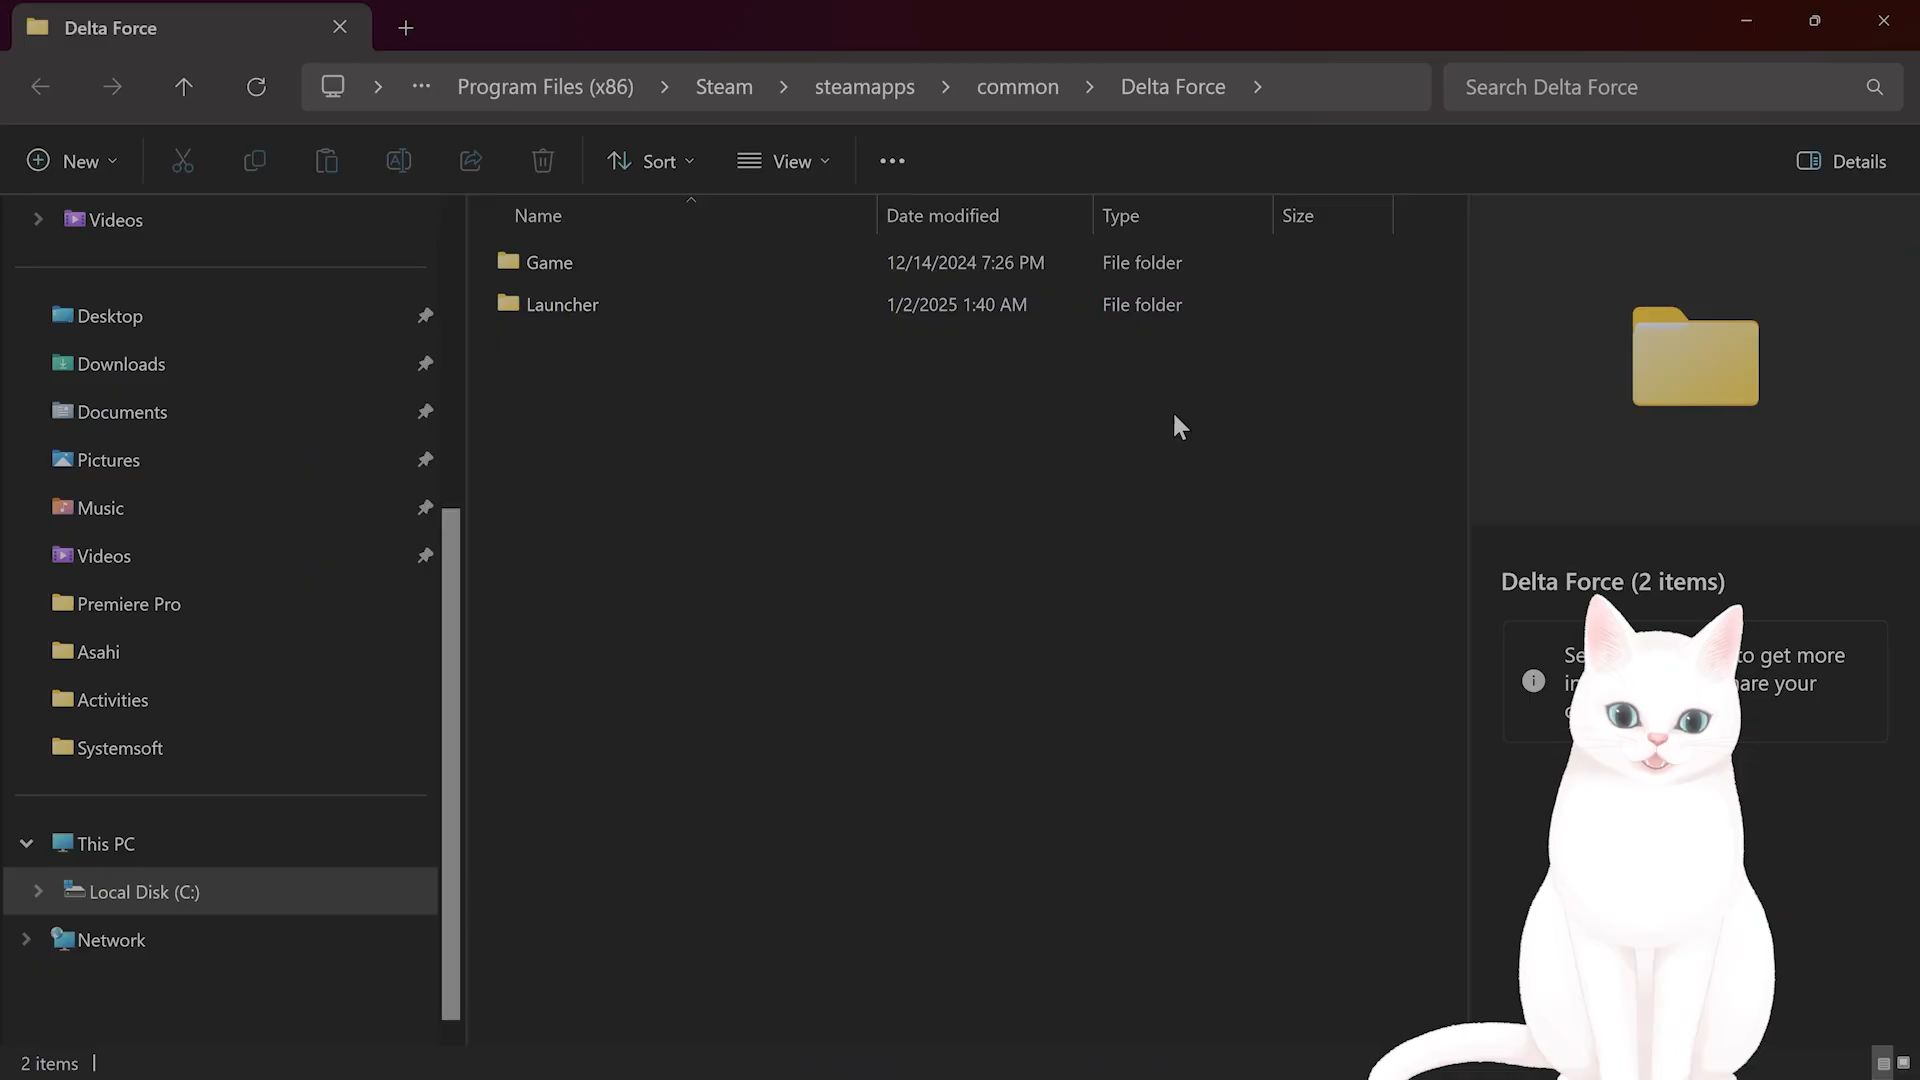 Delta Force
Program Files (x86) > Steam > steamapps > common > Delta Force >
Search Delta Force
New
Sort
View
Details
Name
Date modified
Type
Size
Game 12/14/2024 7:26 PM File folder
Launcher 1/2/2025 1:40 AM File folder
Videos
Desktop
Downloads
Documents
Pictures
Music
Videos
Premiere Pro
Asahi
Activities
Systemsoft
This PC
Local Disk (C:)
Network
Delta Force (2 items)
to get more
your
2 items